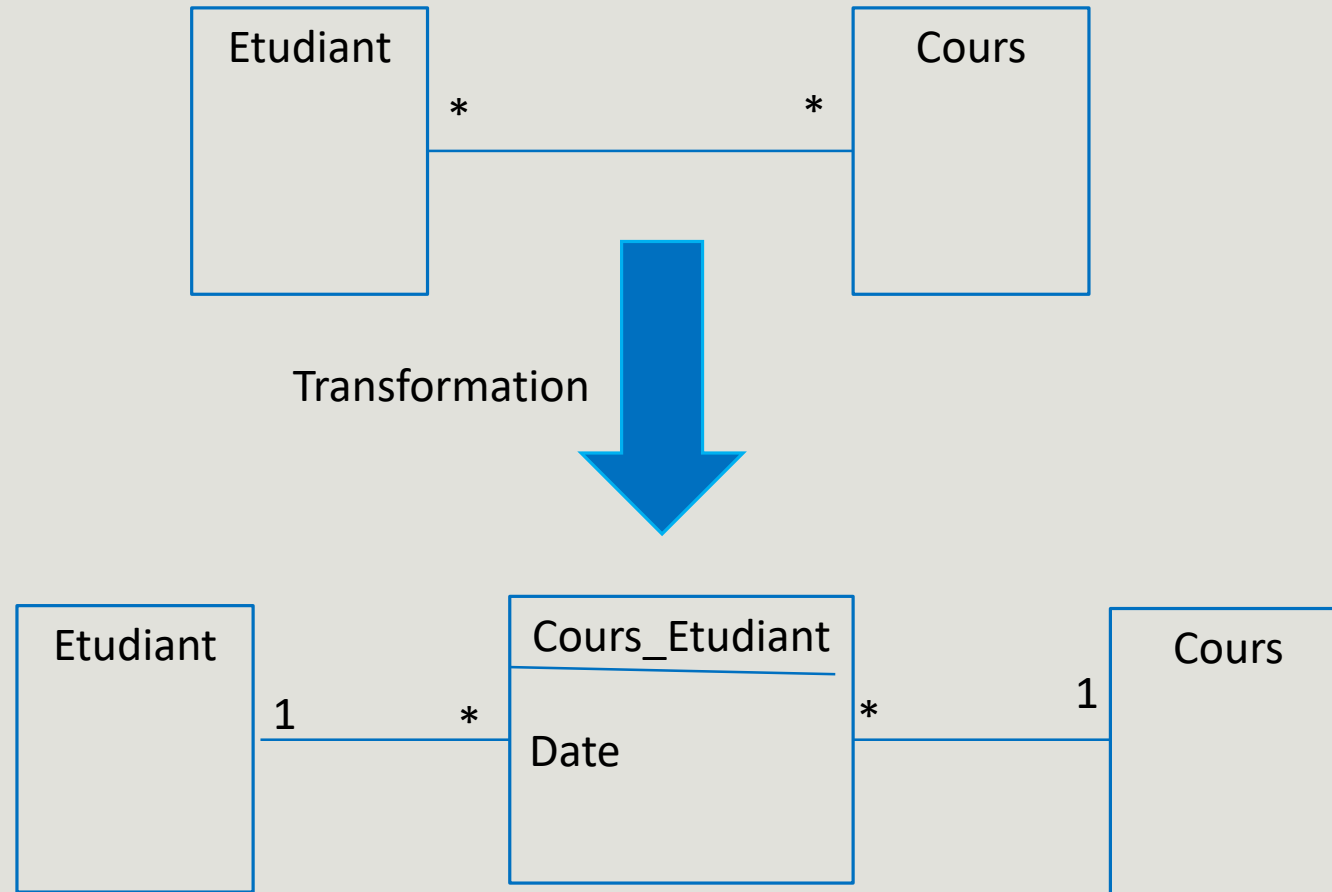 Etudiant
Cours
*
*
Transformation
Etudiant
Cours_Etudiant
Cours
1
*
*
1
Date